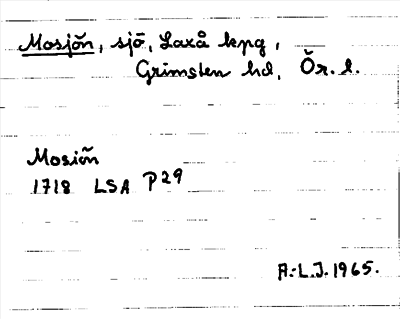 Mosjön, sjö, Laxå kpg,
Grimsten hd, Ör. l.
Mosiön
1718 LSA P29
A.-L.J. 1965.